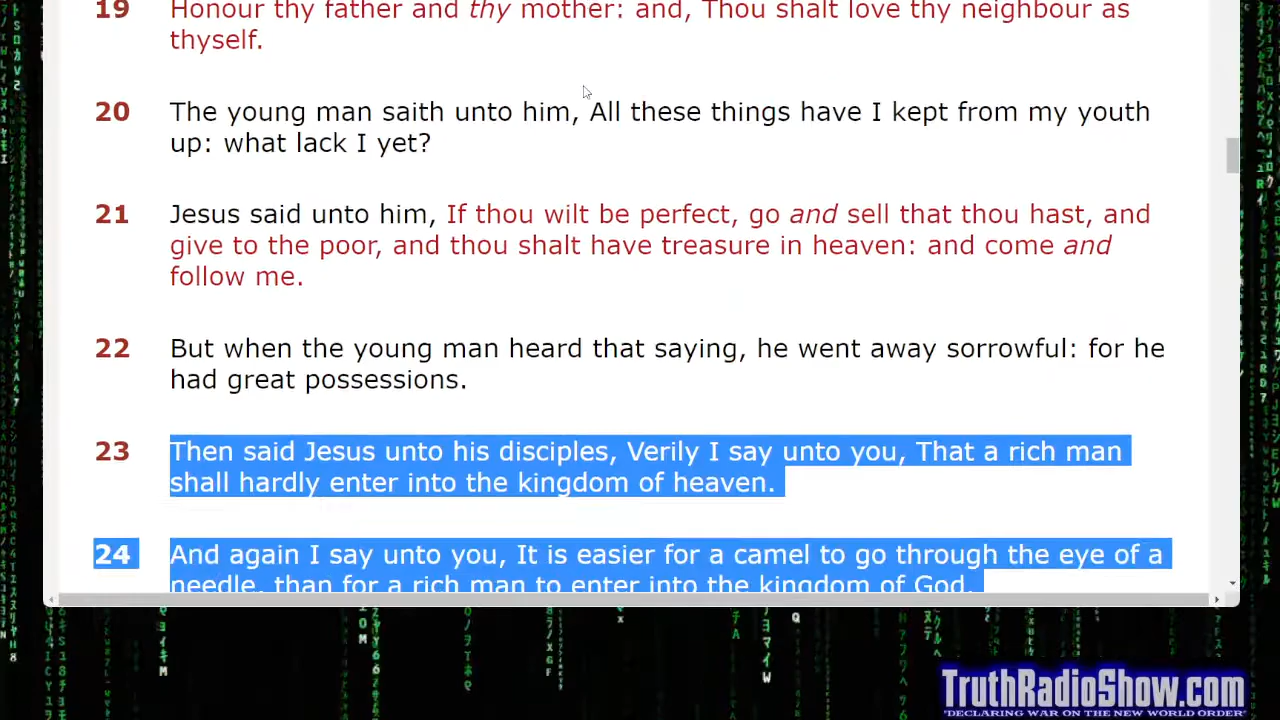 19 Honour thy father and thy mother: and, Thou shalt love thy neighbour as
thyself.
20 The young man saith unto him, All these things have I kept from my youth
up: what lack I yet?
21 Jesus said unto him, If thou wilt be perfect, go and sell that thou hast, and
give to the poor, and thou shalt have treasure in heaven: and come and
follow me.
22 But when the young man heard that saying, he went away sorrowful: for he
had great possessions.
23 Then said Jesus unto his disciples, Verily I say unto you, That a rich man
shall hardly enter into the kingdom of heaven.
24 And again I say unto you, It is easier for a camel to go through the eye of a
needle, than for a rich man to enter into the kingdom of God.
TruthRadioShow.com
"DECLARING WAR ON THE NEW WORLD ORDER"